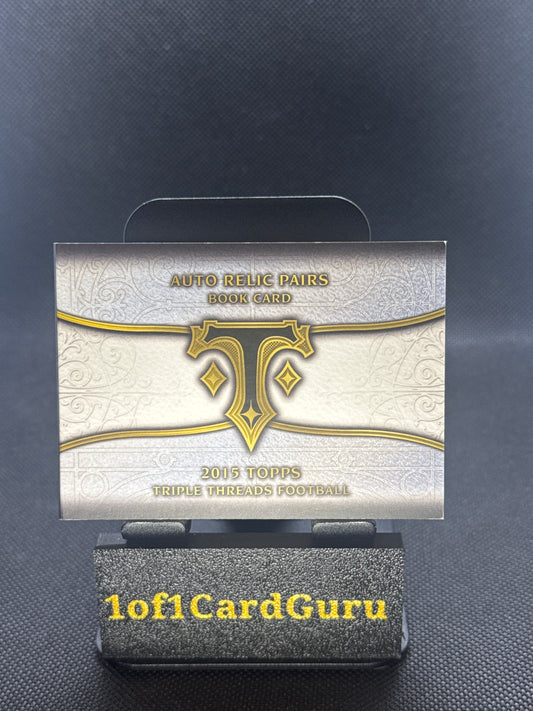 AUTO RELIC PAIRS
BOOK CARD
T
2015 TOPPS
TRIPLE THREADS FOOTBALL
1of1CardGuru